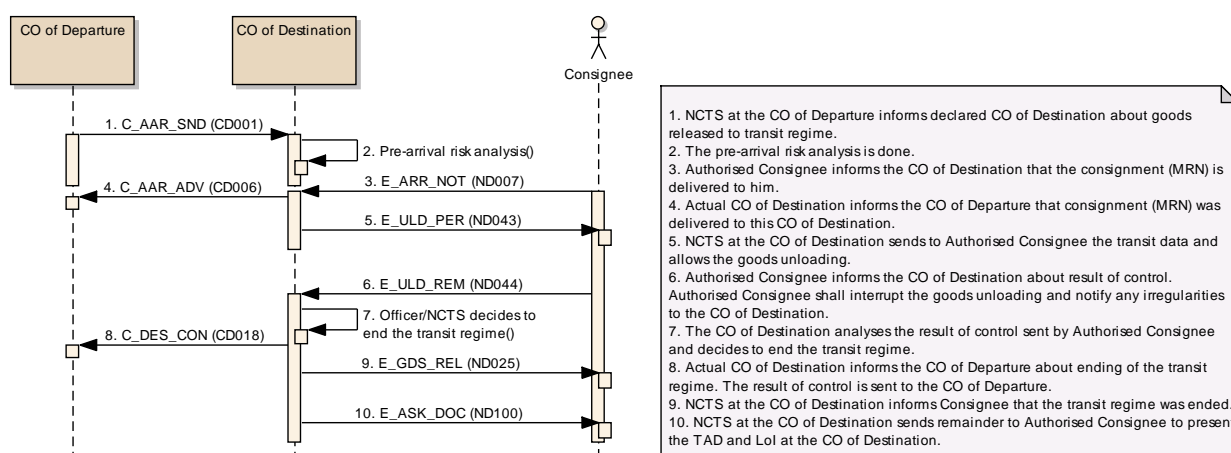 CO of Departure
CO of Destination
Consignee
1. C_AAR_SND (CD001)
2. Pre-arrival risk analysis()
3. E_ARR_NOT (ND007)
4. C_AAR_ADV (CD006)
5. E_ULD_PER (ND043)
6. E_ULD_REM (ND044)
7. Officer/NCTS decides to
end the transit regime()
8. C_DES_CON (CD018)
9. E_GDS_REL (ND025)
10. E_ASK_DOC (ND100)
1. NCTS at the CO of Departure informs declared CO of Destination about goods
released to transit regime.
2. The pre-arrival risk analysis is done.
3. Authorised Consignee informs the CO of Destination that the consignment (MRN) is
delivered to him.
4. Actual CO of Destination informs the CO of Departure that consignment (MRN) was
delivered to this CO of Destination.
5. NCTS at the CO of Destination sends to Authorised Consignee the transit data and
allows the goods unloading.
6. Authorised Consignee informs the CO of Destination about result of control.
Authorised Consignee shall interrupt the goods unloading and notify any irregularities
to the CO of Destination.
7. The CO of Destination analyses the result of control sent by Authorised Consignee
and decides to end the transit regime.
8. Actual CO of Destination informs the CO of Departure about ending of the transit
regime. The result of control is sent to the CO of Departure.
9. NCTS at the CO of Destination informs Consignee that the transit regime was ended.
10. NCTS at the CO of Destination sends remainder to Authorised Consignee to presen
the TAD and LoI at the CO of Destination.